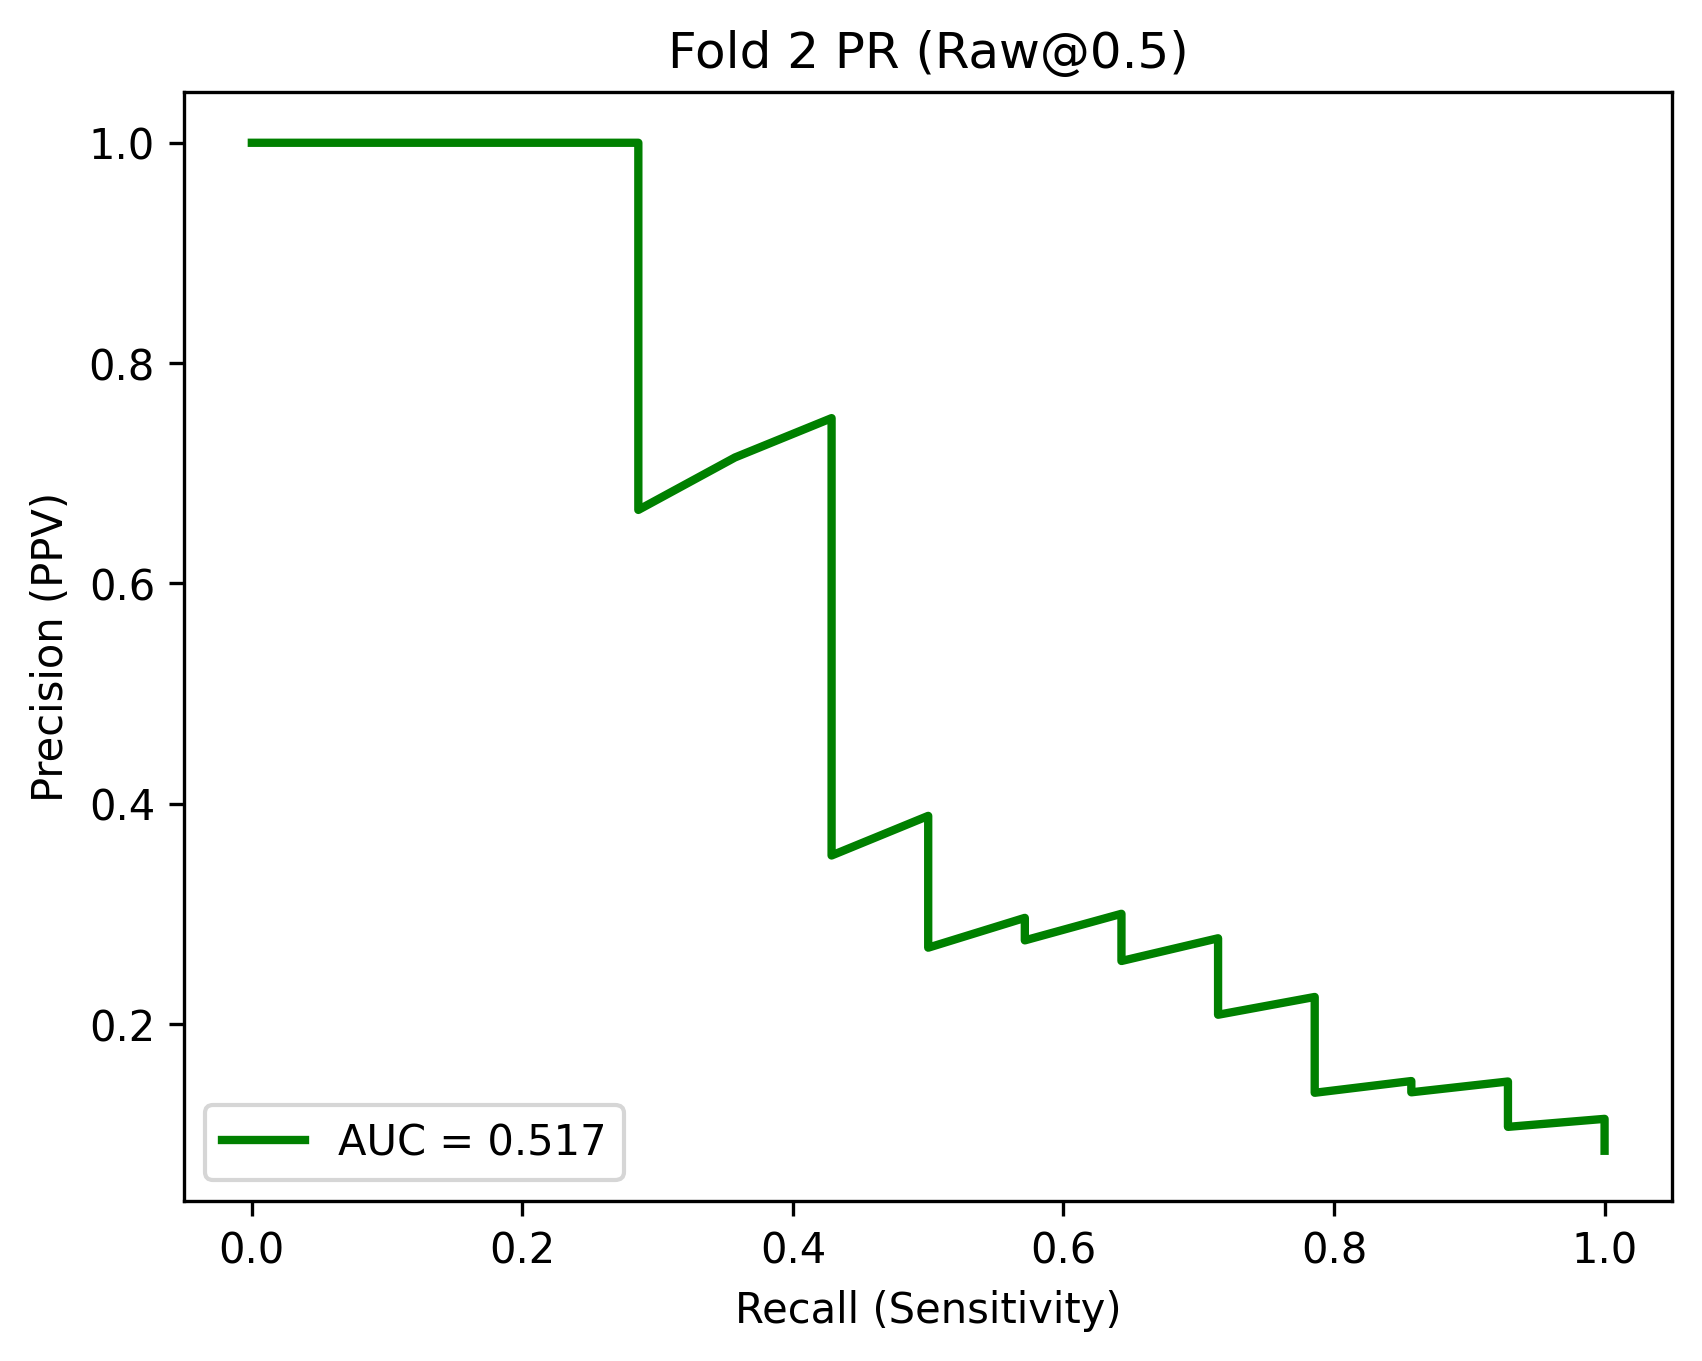 Fold 2 PR (Raw@0.5)
Precision (PPV)
1.0
0.8
0.6
0.4
0.2
AUC = 0.517
0.0 0.2 0.4 0.6 0.8 1.0
Recall (Sensitivity)